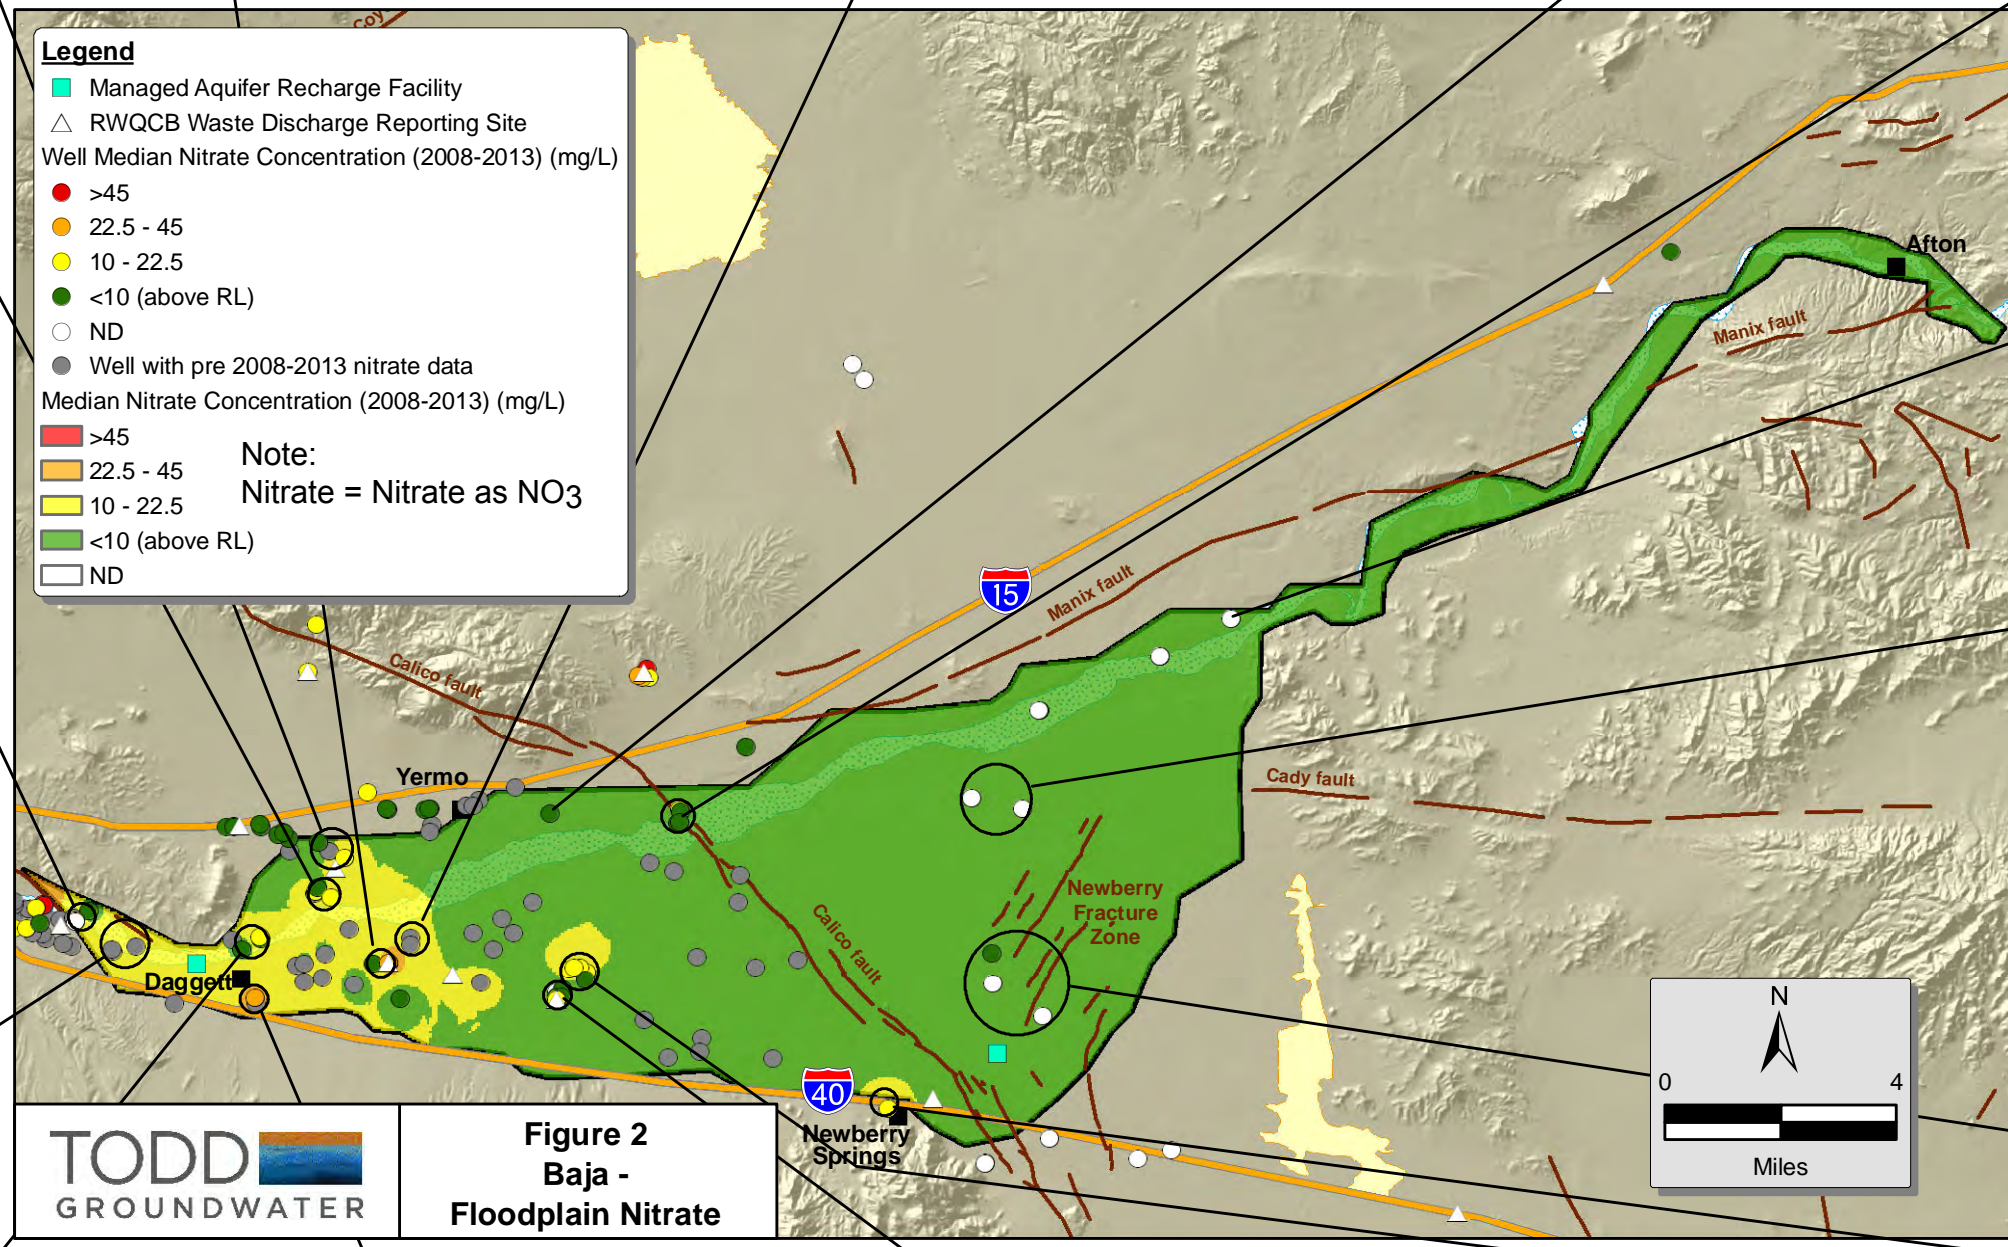 Legend
Managed Aquifer Recharge Facility
RWQCB Waste Discharge Reporting Site
Well Median Nitrate Concentration (2008-2013) (mg/L)
>45
22.5 - 45
10 - 22.5
<10 (above RL)
ND
Well with pre 2008-2013 nitrate data
Median Nitrate Concentration (2008-2013) (mg/L)
>45
22.5 - 45
10 - 22.5
<10 (above RL)
ND
Note:
Nitrate = Nitrate as NO3
Afton
Manix fault
15
Manix fault
Calico fault
Yermo
Cady fault
Newberry
Fracture
Zone
Calico fault
Daggett
40
Newberry
Springs
N
0 4
Miles
TODD
GROUNDWATER
Figure 2
Baja -
Floodplain Nitrate